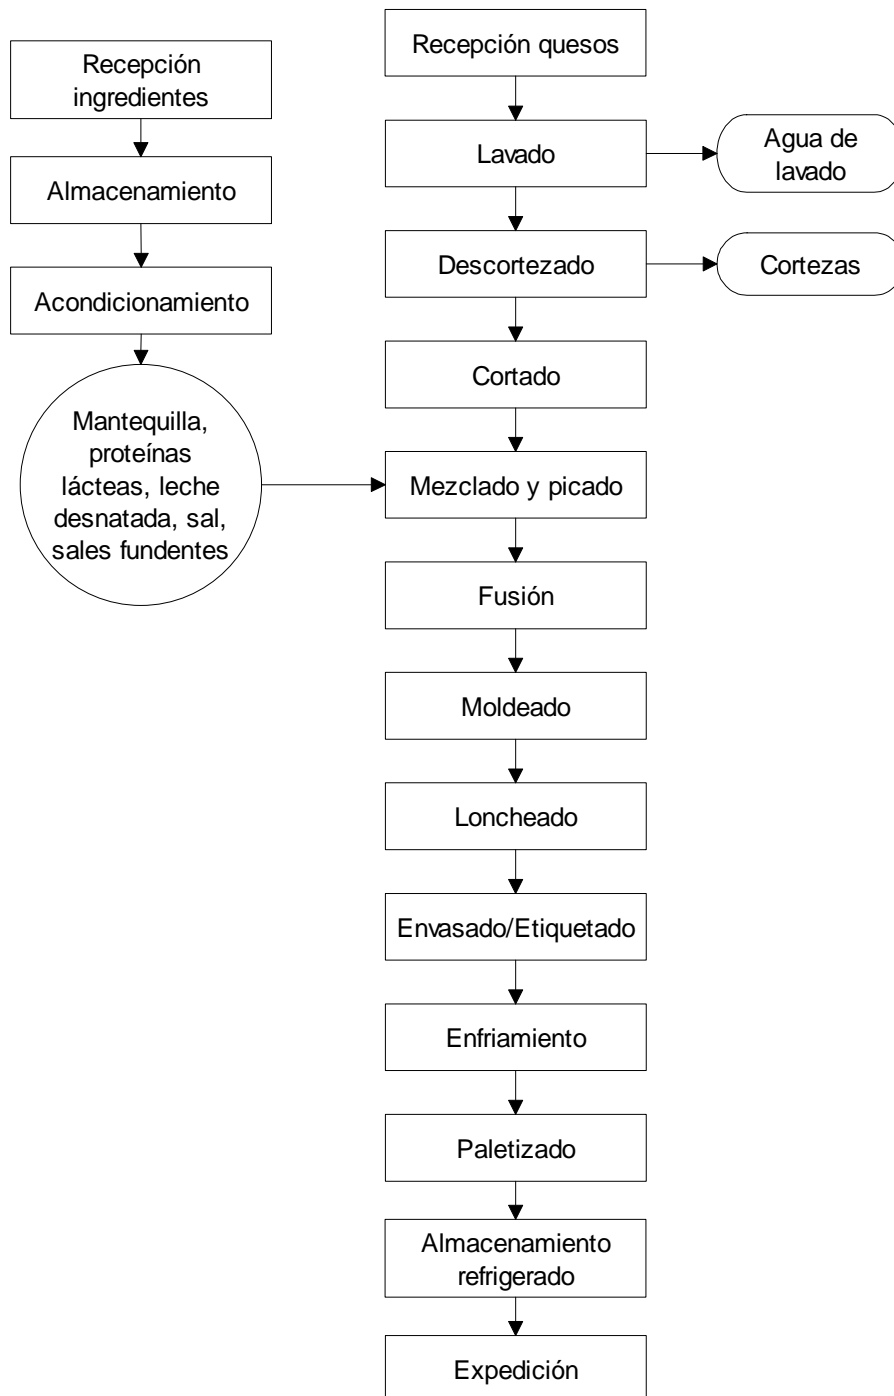 Recepción
ingredientes
Almacenamiento
Acondicionamiento
Mantequilla,
proteínas
lácteas, leche
desnatada, sal,
sales fundentes
Recepción quesos
Lavado
Agua de
lavado
Descortezado
Cortezas
Cortado
Mezclado y picado
Fusión
Moldeado
Loncheado
Envasado/Etiquetado
Enfriamiento
Paletizado
Almacenamiento
refrigerado
Expedición